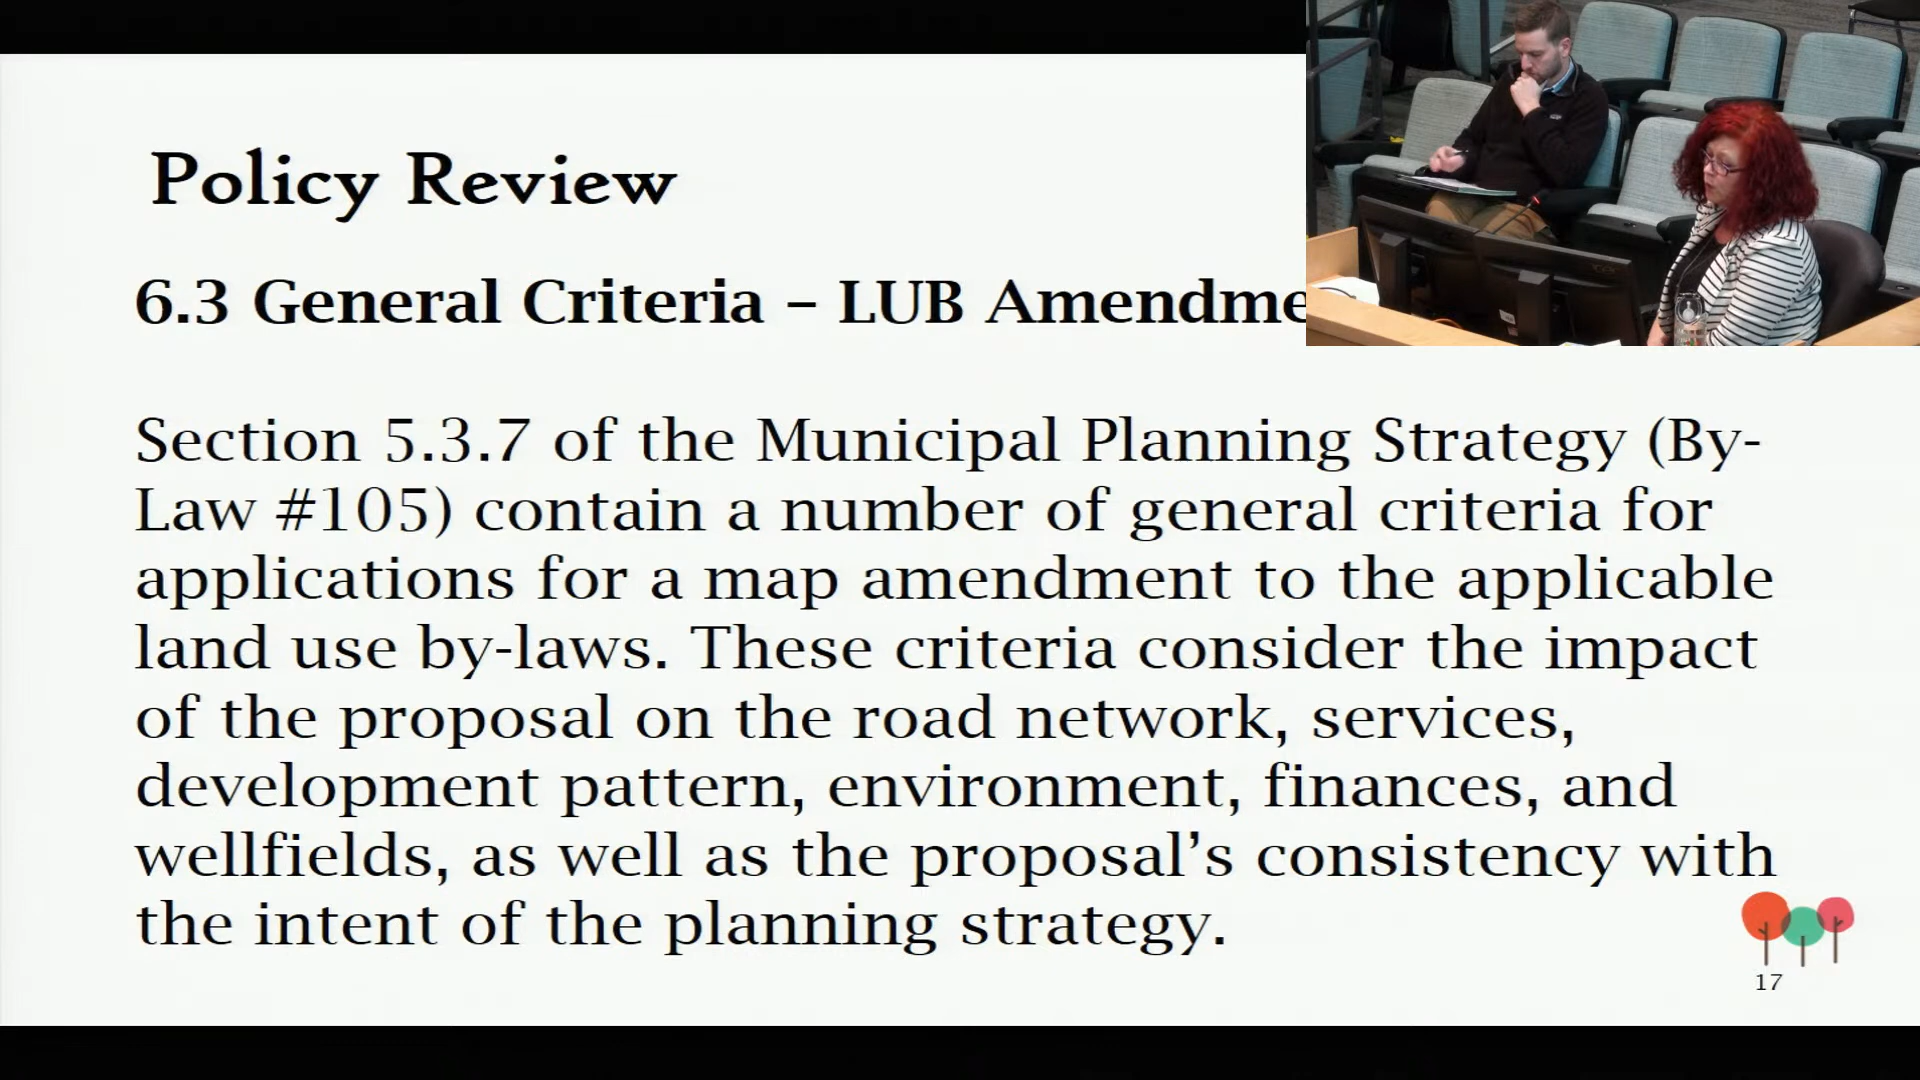 Policy Review
6.3 General Criteria – LUB Amendme
Section 5.3.7 of the Municipal Planning Strategy (By-
Law #105) contain a number of general criteria for
applications for a map amendment to the applicable
land use by-laws. These criteria consider the impact
of the proposal on the road network, services,
development pattern, environment, finances, and
wellfields, as well as the proposal’s consistency with
the intent of the planning strategy.
17